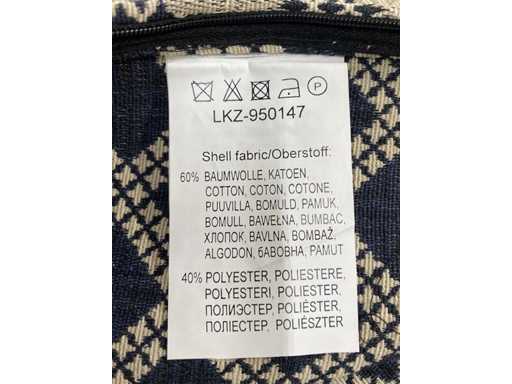 P
LKZ-950147
Shell fabric/Oberstoff:
60% BAUMWOLLE, KATOEN,
COTTON, COTON, COTONE,
PUUVILLA, BOMULD, PAMUK,
BOMULL, BAWEŁNA, BUMBAC,
ХЛОПОК, BAVLNA, BOMBAŽ,
ALGODON, бАВОВНА, PAMUT
40% POLYESTER, POLIESTERE,
POLYESTERI, POLIESTER,
ПОЛИЭСТЕР, POLIÉSTER,
ПОЛІЕСТЕР, POLIÉSZTER